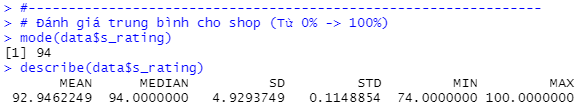 > #---------------------------------------------------------------
> # Đánh giá trung bình cho shop (Từ 0% -> 100%)
> mode(data$s_rating)
[1] 94
> describe(data$s_rating)
MEAN MEDIAN SD STD MIN MAX
92.9462249 94.0000000 4.9293749 0.1148854 74.0000000 100.0000000